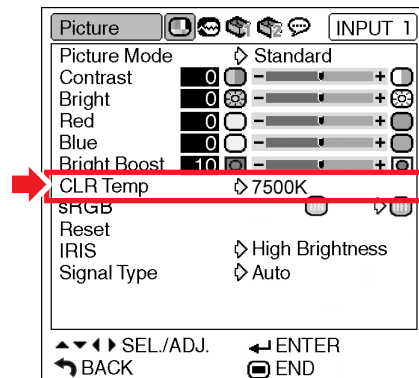 Picture INPUT 1
Picture Mode Standard
Contrast 0 - +
Bright 0 - +
Red 0 - +
Blue 0 - +
Bright Boost 10 - +
CLR Temp 7500K
sRGB
Reset
IRIS High Brightness
Signal Type Auto
SEL./ADJ. ENTER
BACK END